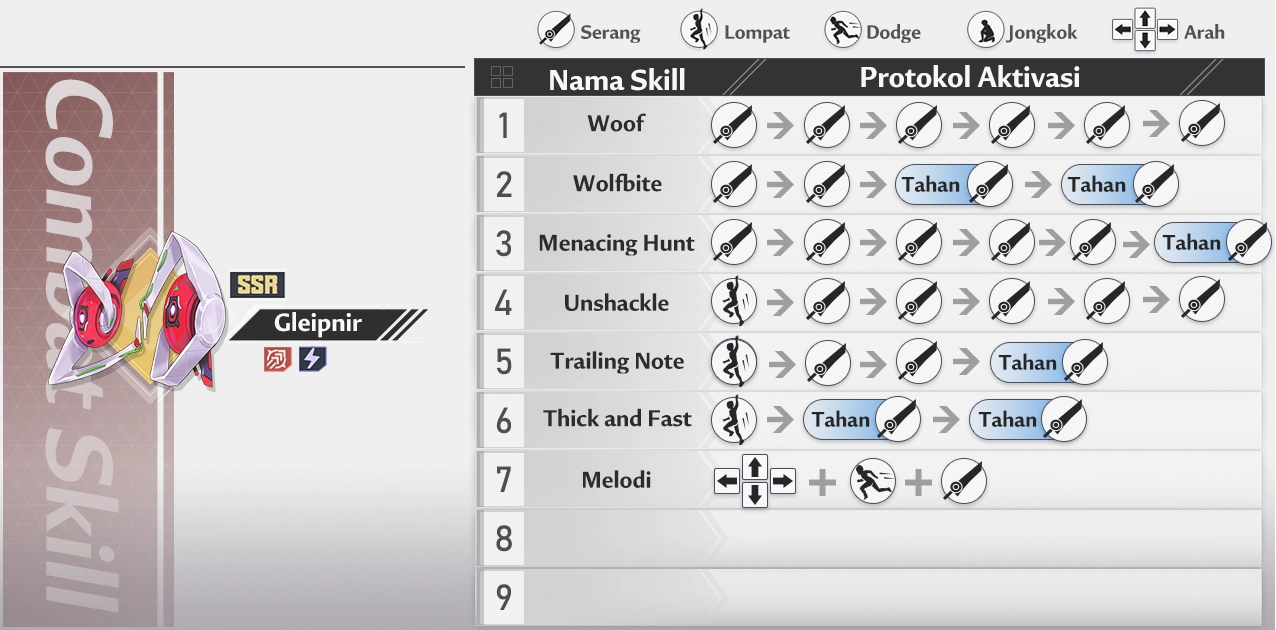 Serang
Lompat
Dodge
Jongkok
Arah
Combat Skill
SSR
Gleipnir
Nama Skill
Protokol Aktivasi
1 Woof
2 Wolfbite Tahan Tahan
3 Menacing Hunt Tahan
4 Unshackle
5 Trailing Note Tahan
6 Thick and Fast Tahan Tahan
7 Melodi
8
9